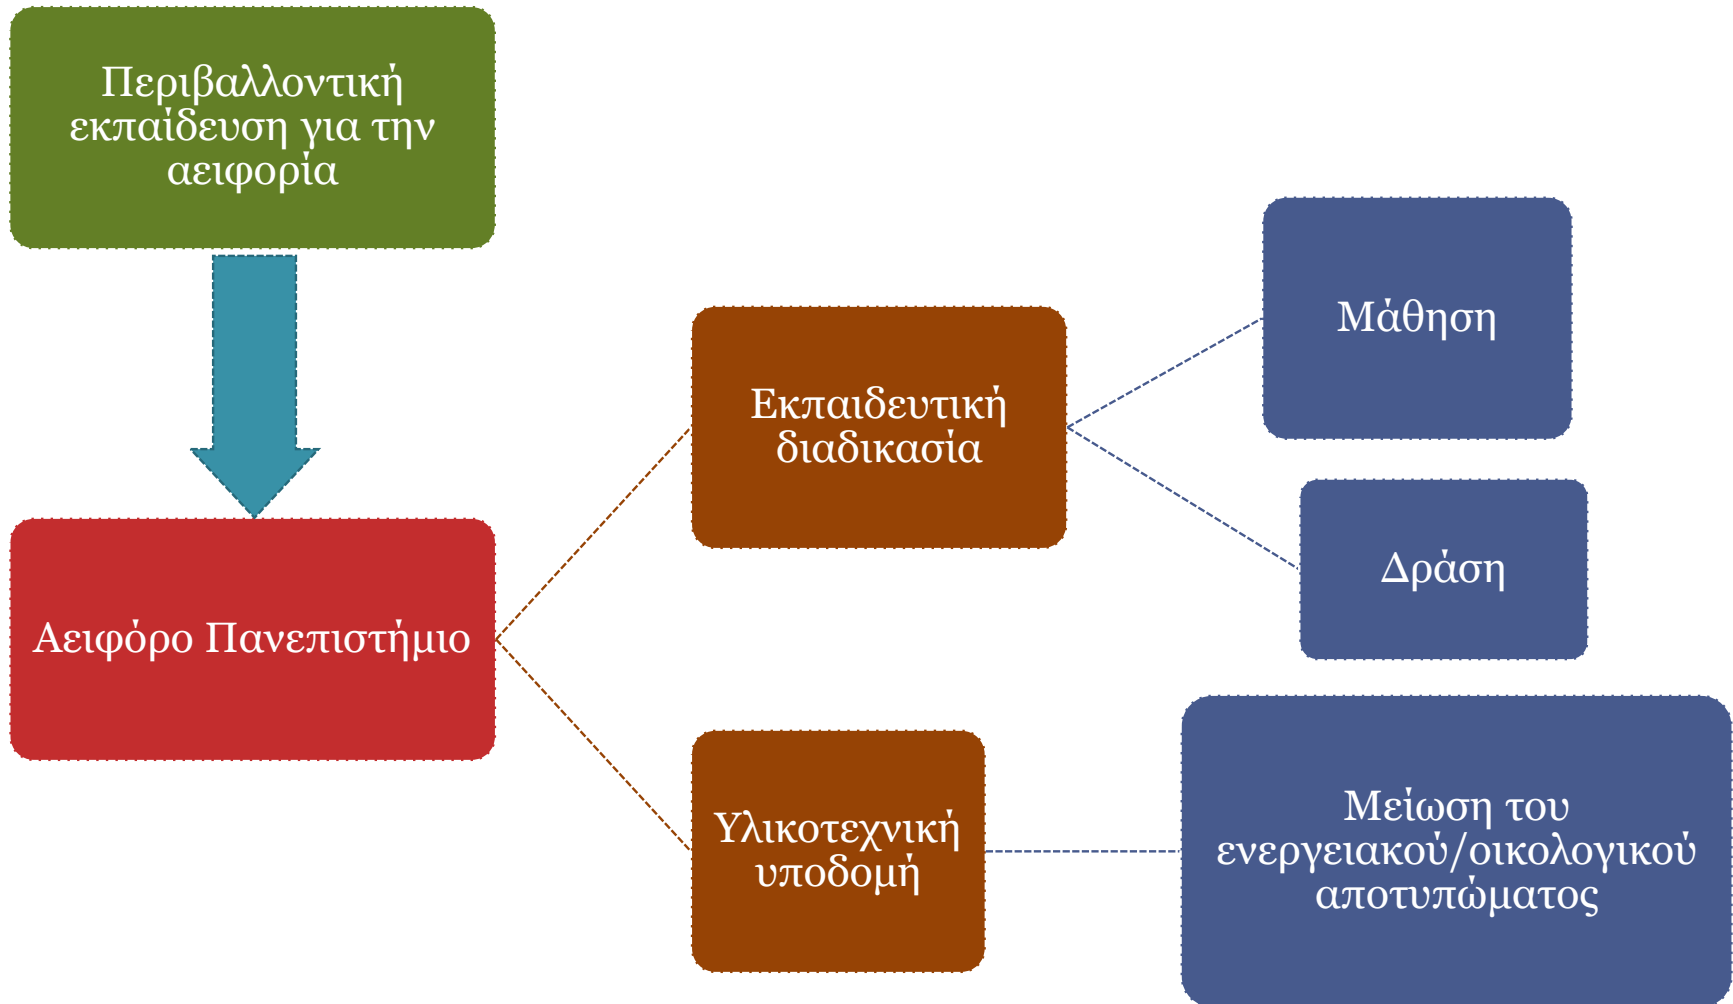 Περιβαλλοντική
εκπαίδευση για την
αειφορία
Αειφόρο Πανεπιστήμιο
Εκπαιδευτική
διαδικασία
Μάθηση
Δράση
Υλικοτεχνική
υποδομή
Μείωση του
ενεργειακού/οικολογικού
αποτυπώματος